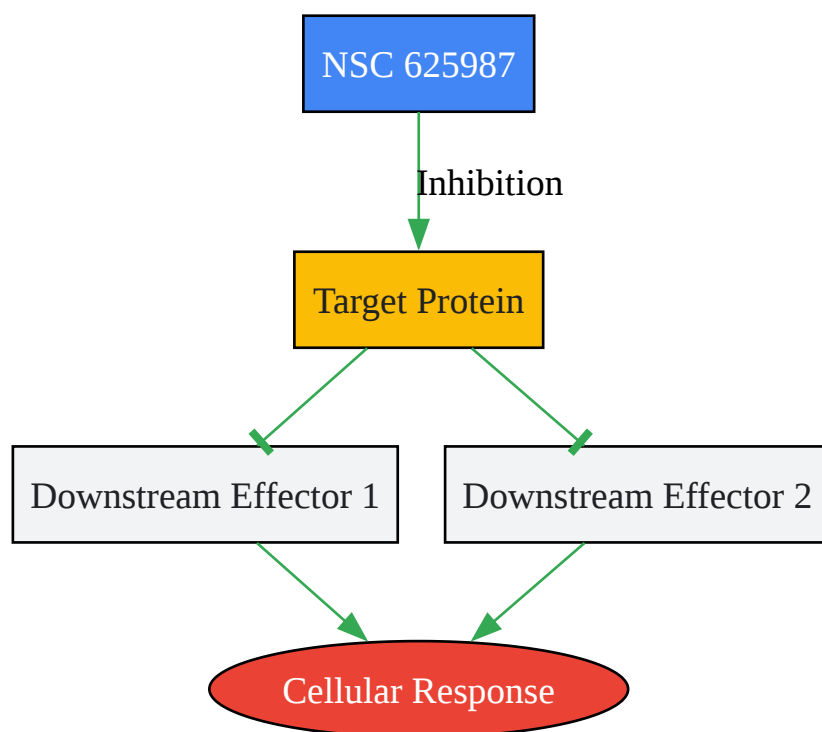 NSC 625987
Inhibition
Target Protein
Downstream Effector 1
Downstream Effector 2
Cellular Response